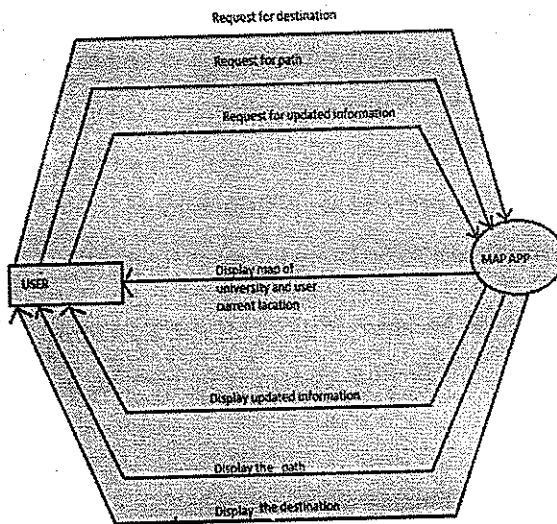 Request for destination
Request for path
Request for updated information
USER
MAP APP
Display map of
university and user
current lacation
Display updated information
Display the path
Display the destination